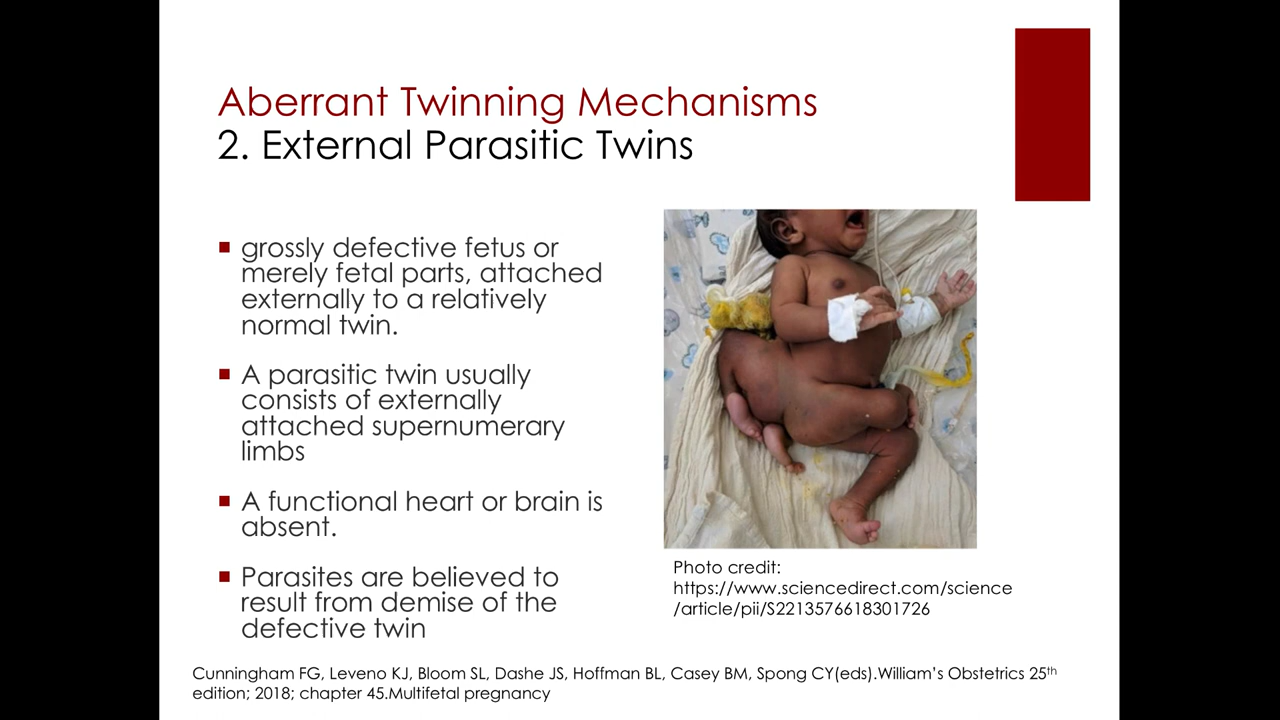 Aberrant Twinning Mechanisms
2. External Parasitic Twins
grossly defective fetus or
merely fetal parts, attached
externally to a relatively
normal twin.
A parasitic twin usually
consists of externally
attached supernumerary
limbs
A functional heart or brain is
absent.
Parasites are believed to
result from demise of the
defective twin
Photo credit:
https://www.sciencedirect.com/science
/article/pii/S2213576618301726
Cunningham FG, Leveno KJ, Bloom SL, Dashe JS, Hoffman BL, Casey BM, Spong CY(eds).William’s Obstetrics 25th
edition; 2018; chapter 45.Multifetal pregnancy